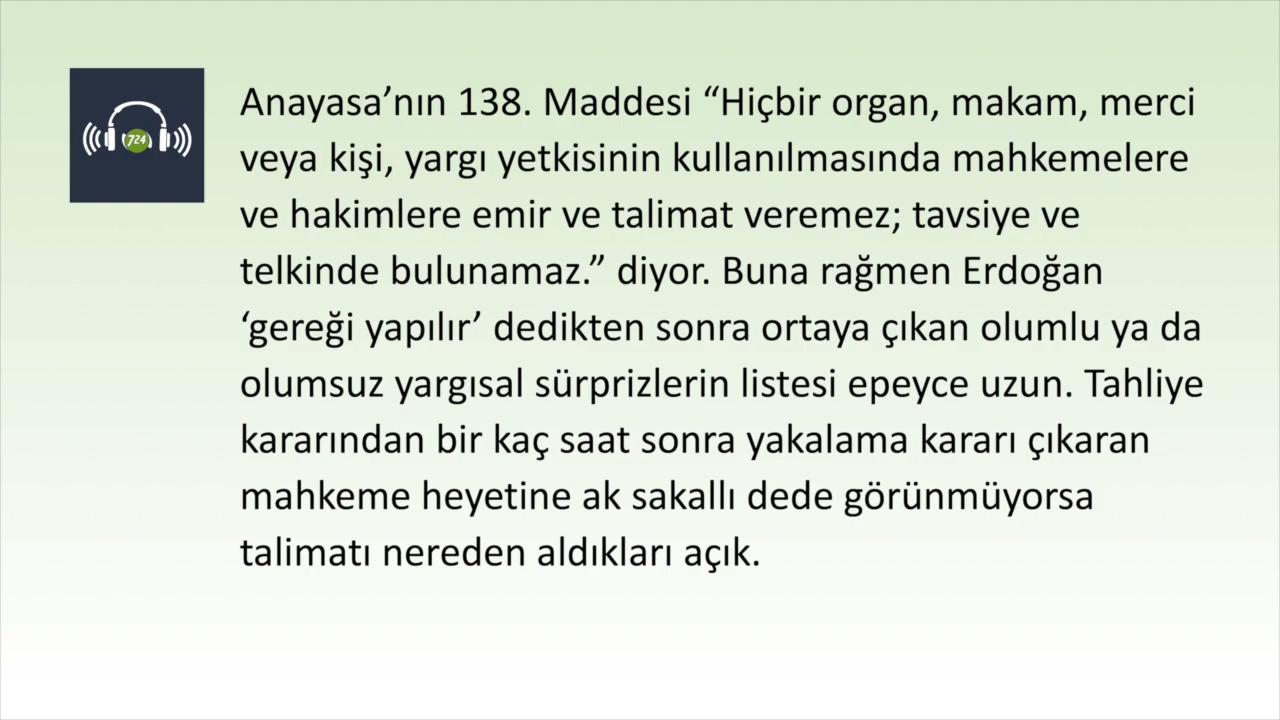 724
Anayasa’nın 138. Maddesi “Hiçbir organ, makam, merci
veya kişi, yargı yetkisinin kullanılmasında mahkemelere
ve hakimlere emir ve talimat veremez; tavsiye ve
telkinde bulunamaz.” diyor. Buna rağmen Erdoğan
‘gereği yapılır’ dedikten sonra ortaya çıkan olumlu ya da
olumsuz yargısal sürprizlerin listesi epeyce uzun. Tahliye
kararından bir kaç saat sonra yakalama kararı çıkaran
mahkeme heyetine ak sakallı dede görünmüyorsa
talimatı nereden aldıkları açık.